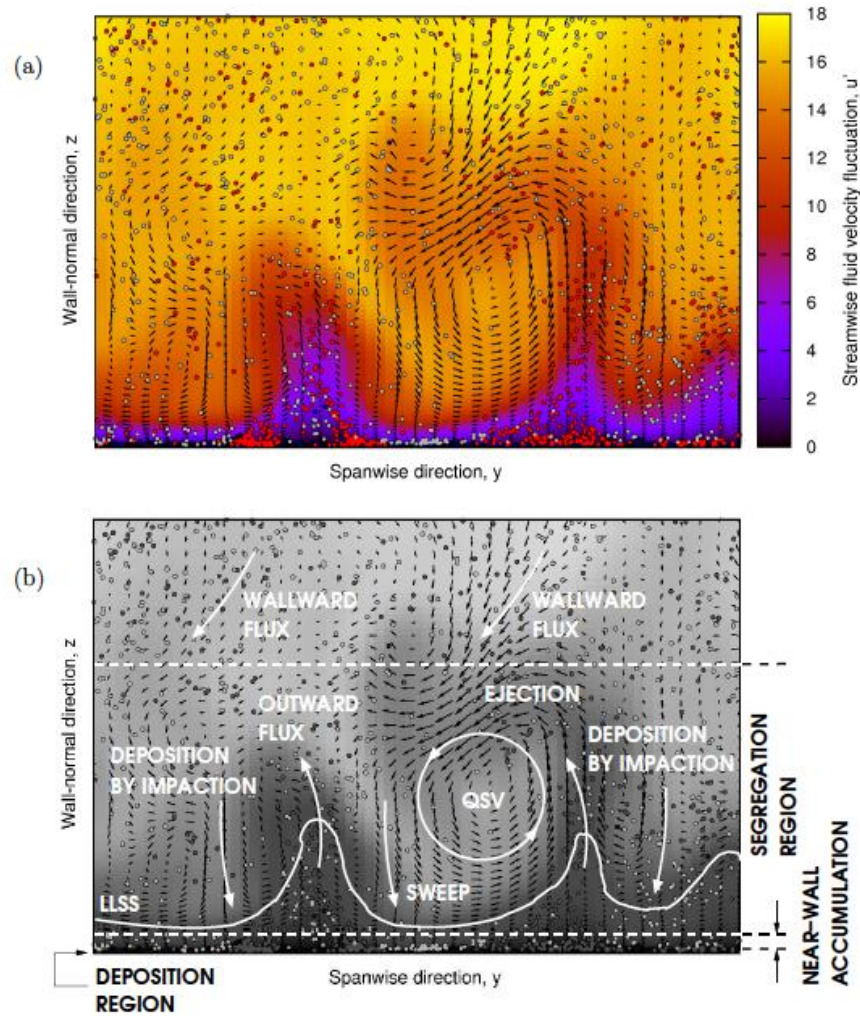 (a)
Wall-normal direction, z
Spanwise direction, y
18
16
14
12
10
8
6
4
2
0
Streamwise fluid velocity fluctuation, u'
(b)
Wall-normal direction, z
WALLWARD
FLUX
WALLWARD
FLUX
OUTWARD
FLUX
EJECTION
DEPOSITION
BY IMPACTION
DEPOSITION
BY IMPACTION
QSV
LLSS
SWEEP
SEGREGATION
REGION
NEAR-WALL
ACCUMULATION
DEPOSITION
REGION
Spanwise direction, y